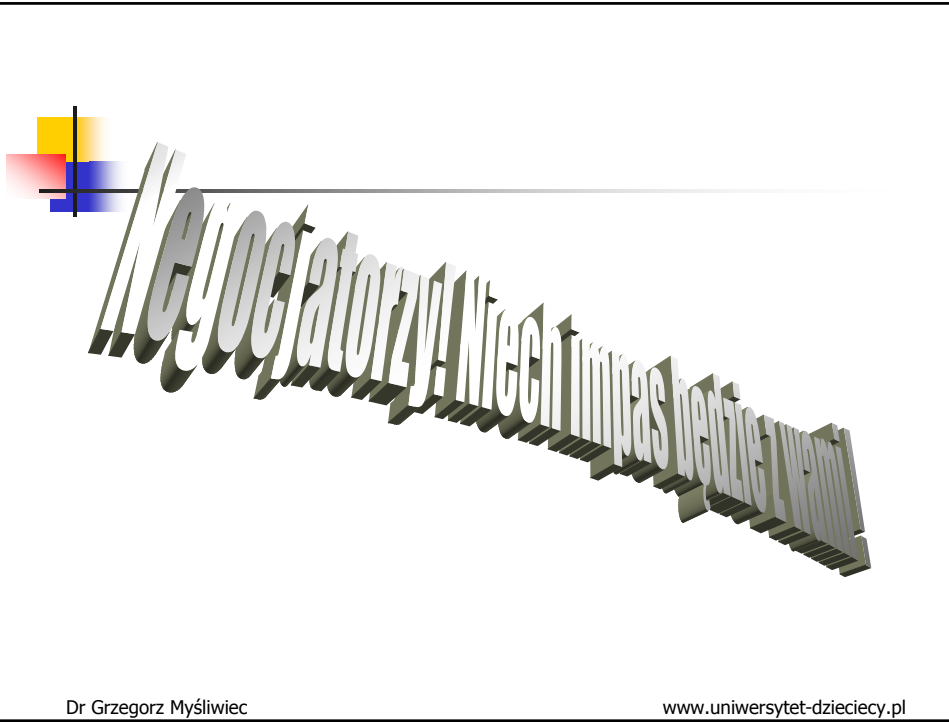 Negocjatorzy! Niech impas będzie z wami!
Dr Grzegorz Myśliwiec
www.uniwersytet-dzieciecy.pl